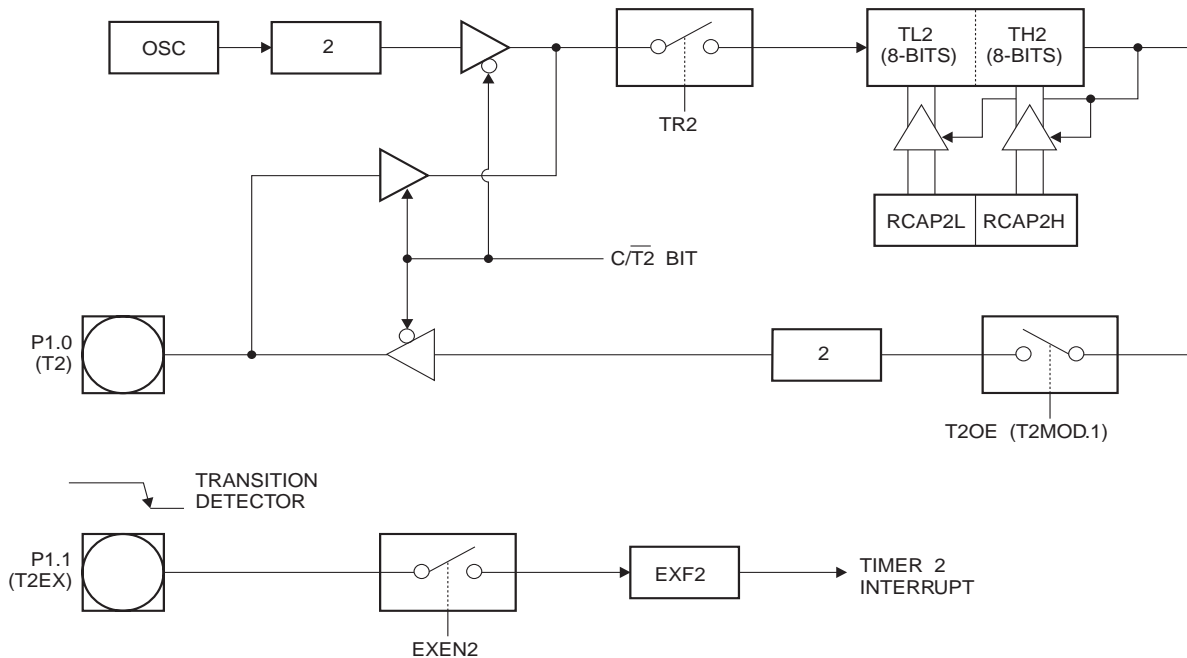 OSC
2
TR2
TL2
(8-BITS)
TH2
(8-BITS)
RCAP2L
RCAP2H
C/T2 BIT
P1.0
(T2)
2
T2OE (T2MOD.1)
TRANSITION
DETECTOR
P1.1
(T2EX)
EXEN2
EXF2
TIMER 2
INTERRUPT